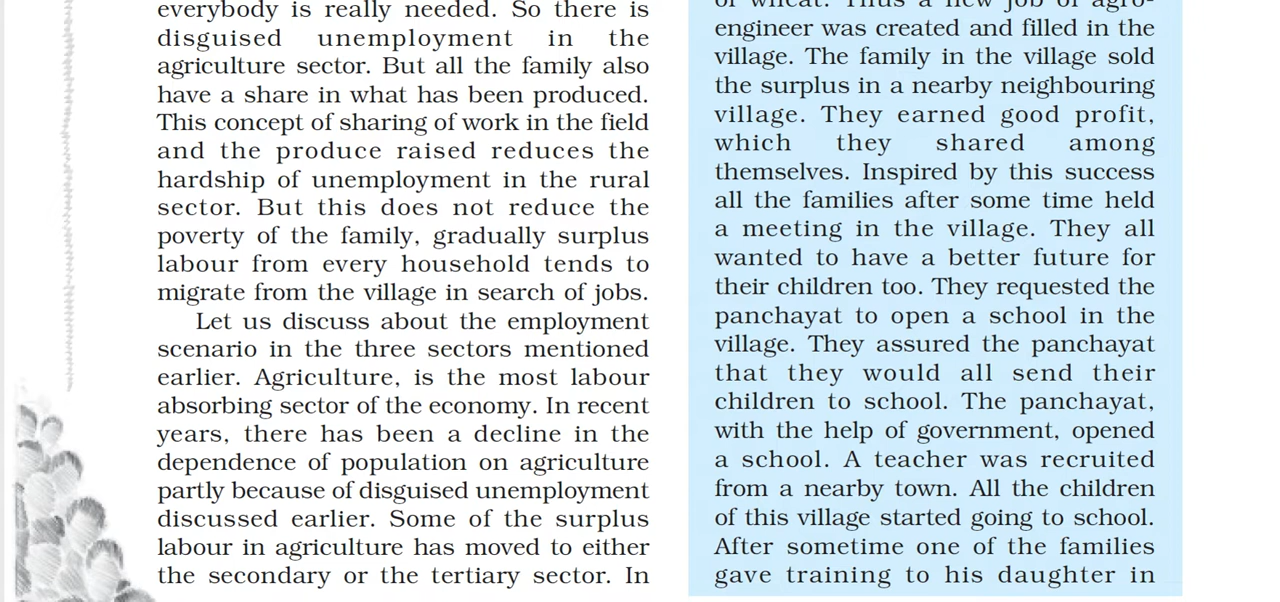 everybody is really needed. So there is
disguised unemployment in the
agriculture sector. But all the family also
have a share in what has been produced.
This concept of sharing of work in the field
and the produce raised reduces the
hardship of unemployment in the rural
sector. But this does not reduce the
poverty of the family, gradually surplus
labour from every household tends to
migrate from the village in search of jobs.
Let us discuss about the employment
scenario in the three sectors mentioned
earlier. Agriculture, is the most labour
absorbing sector of the economy. In recent
years, there has been a decline in the
dependence of population on agriculture
partly because of disguised unemployment
discussed earlier. Some of the surplus
labour in agriculture has moved to either
the secondary or the tertiary sector. In
of wheat. Thus a new job of agro-
engineer was created and filled in the
village. The family in the village sold
the surplus in a nearby neighbouring
village. They earned good profit,
which they shared among
themselves. Inspired by this success
all the families after some time held
a meeting in the village. They all
wanted to have a better future for
their children too. They requested the
panchayat to open a school in the
village. They assured the panchayat
that they would all send their
children to school. The panchayat,
with the help of government, opened
a school. A teacher was recruited
from a nearby town. All the children
of this village started going to school.
After sometime one of the families
gave training to his daughter in